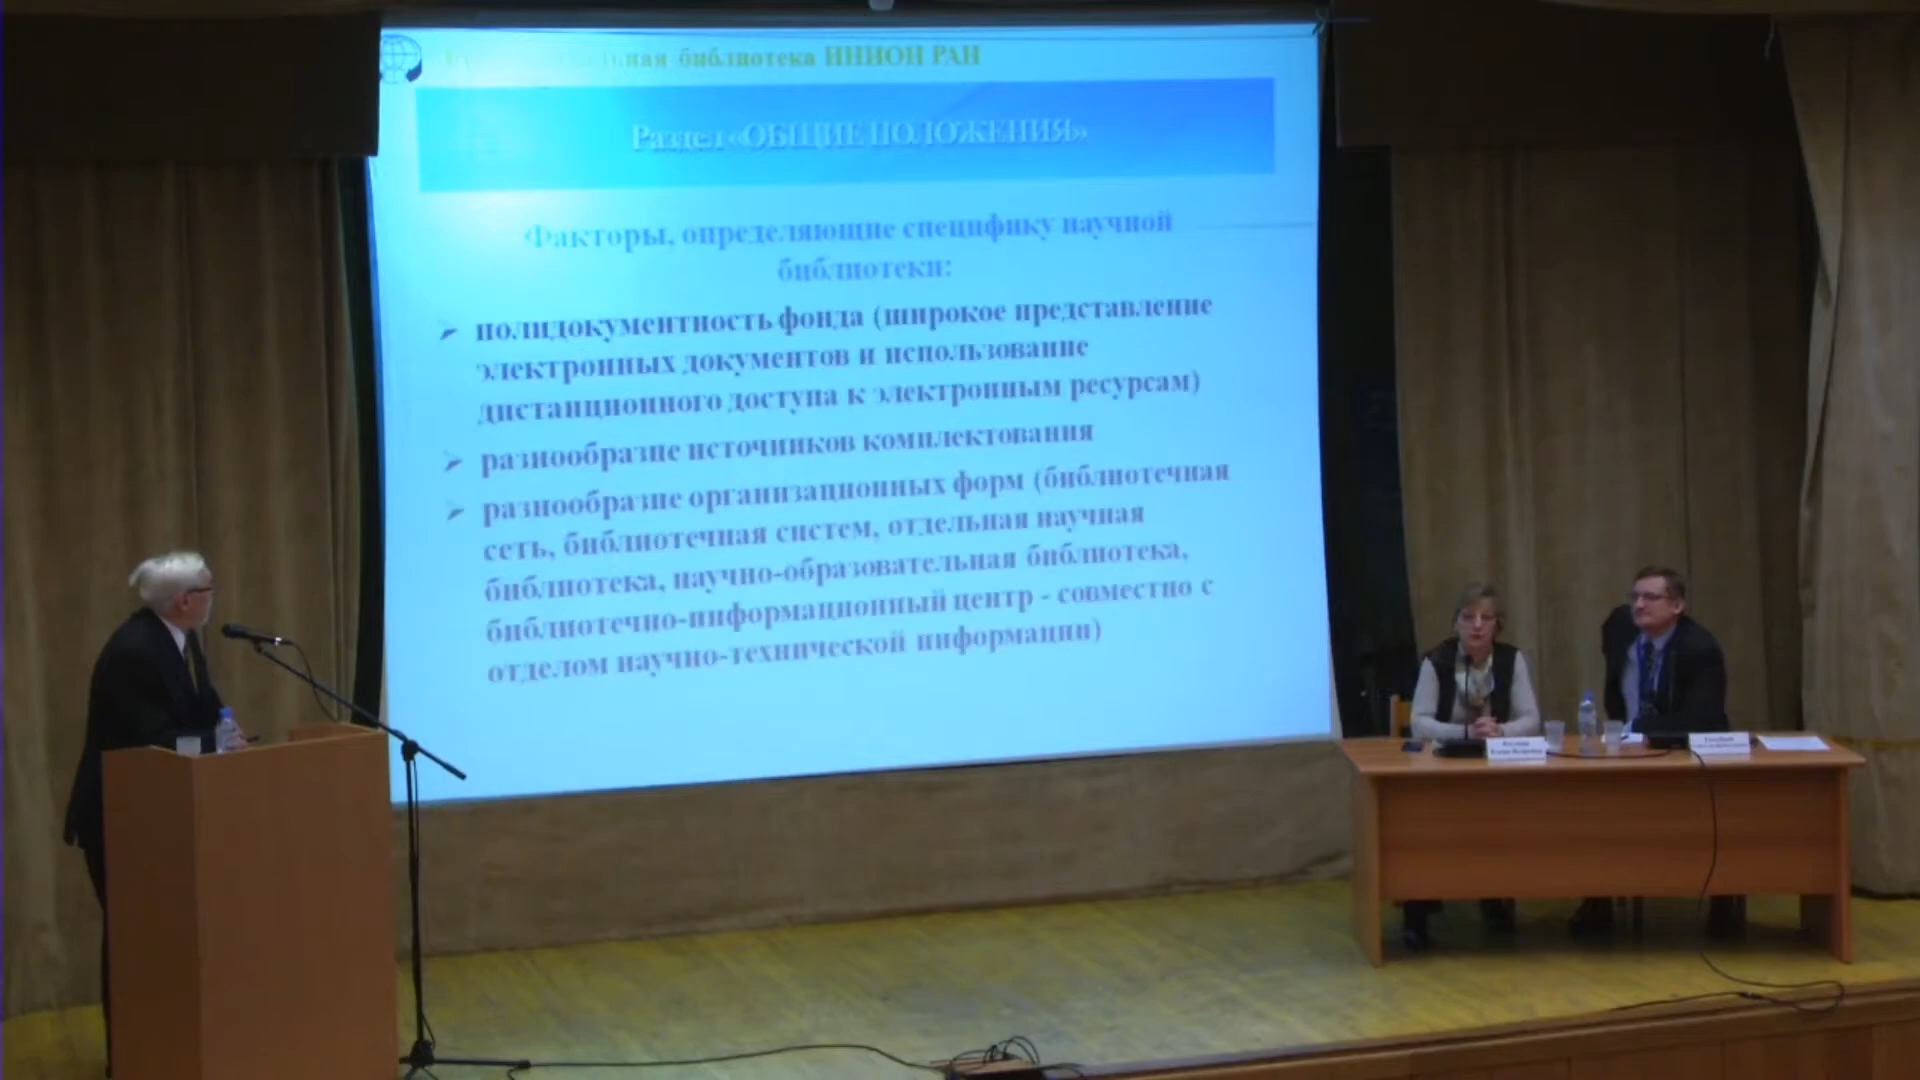 библиотека ИНИОН РАН
Раздел «ОБЩИЕ ПОЛОЖЕНИЯ»
Факторы, определяющие специфику научной
библиотеки:
полидокументность фонда (широкое представление
электронных документов и использование
дистанционного доступа к электронным ресурсам)
разнообразие источников комплектования
разнообразие организационных форм (библиотечная
сеть, библиотечная систем, отдельная научная
библиотека, научно-образовательная библиотека,
библиотечно-информационный центр - совместно с
отделом научно-технической информации)